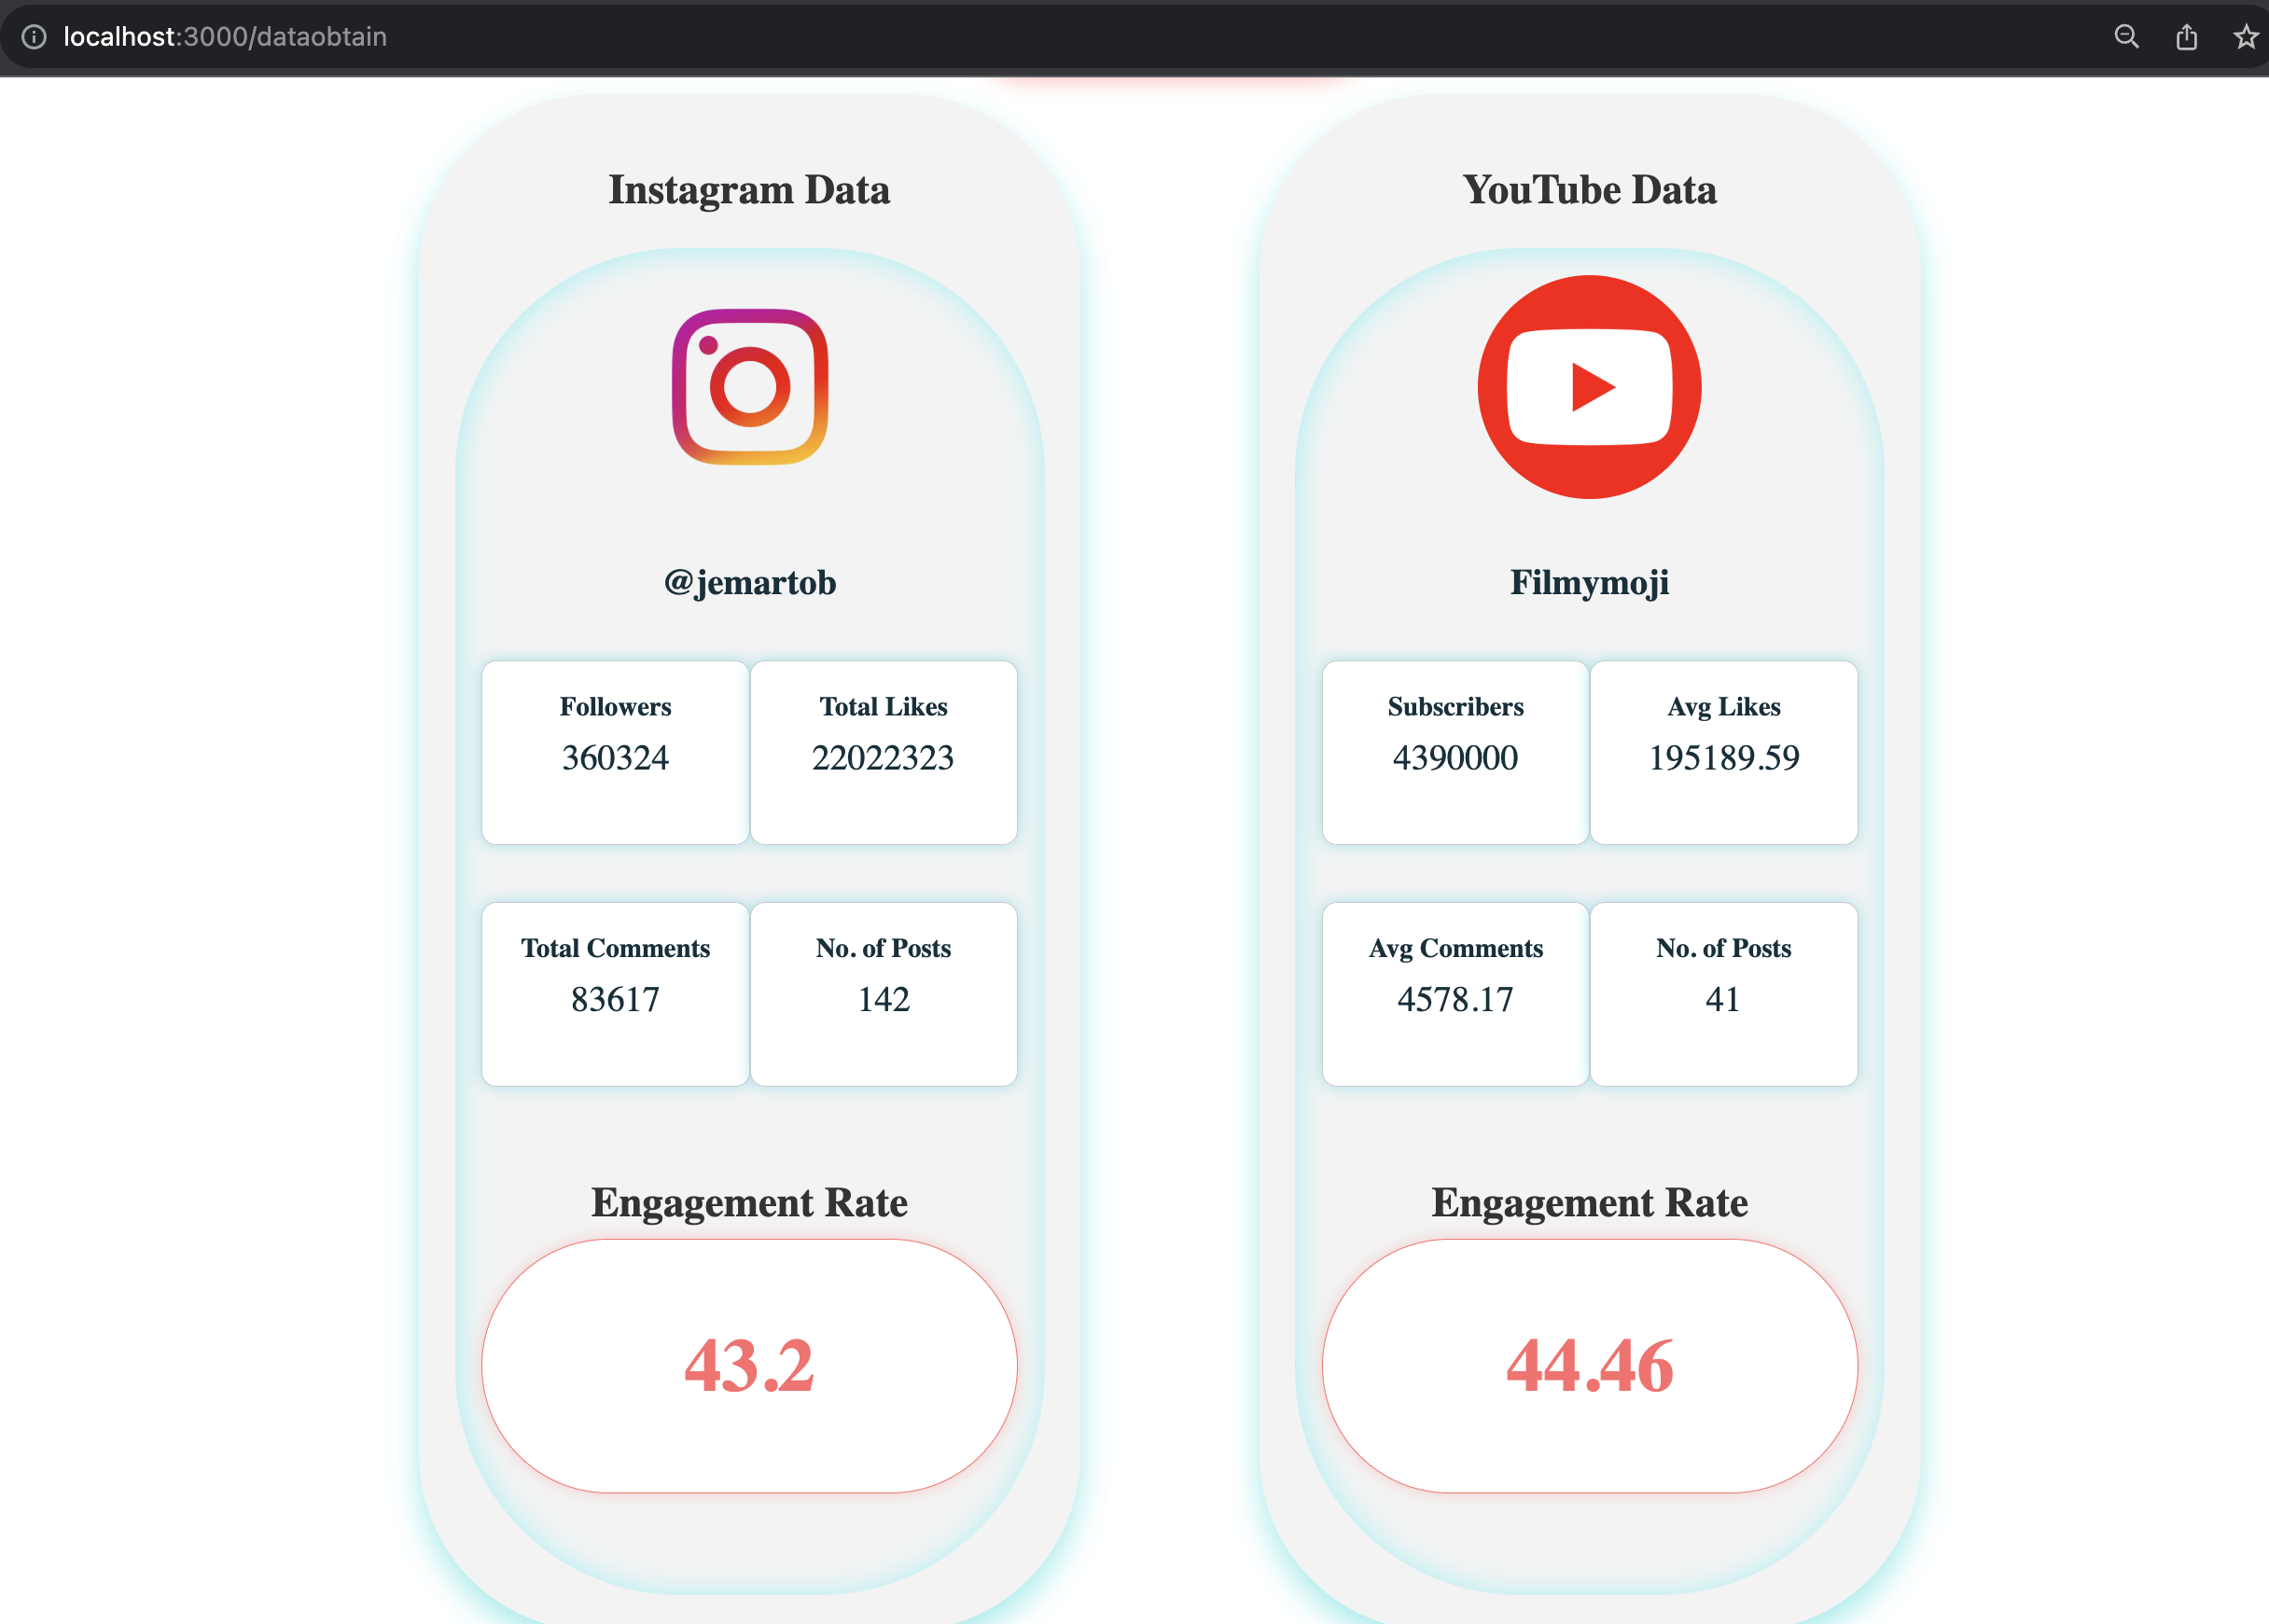 localhost:3000/dataobtain
Instagram Data
@jemartob
Followers
360324
Total Likes
22022323
Total Comments
83617
No. of Posts
142
Engagement Rate
43.2
YouTube Data
Filmymoji
Subscribers
4390000
Avg Likes
195189.59
Avg Comments
4578.17
No. of Posts
41
Engagement Rate
44.46